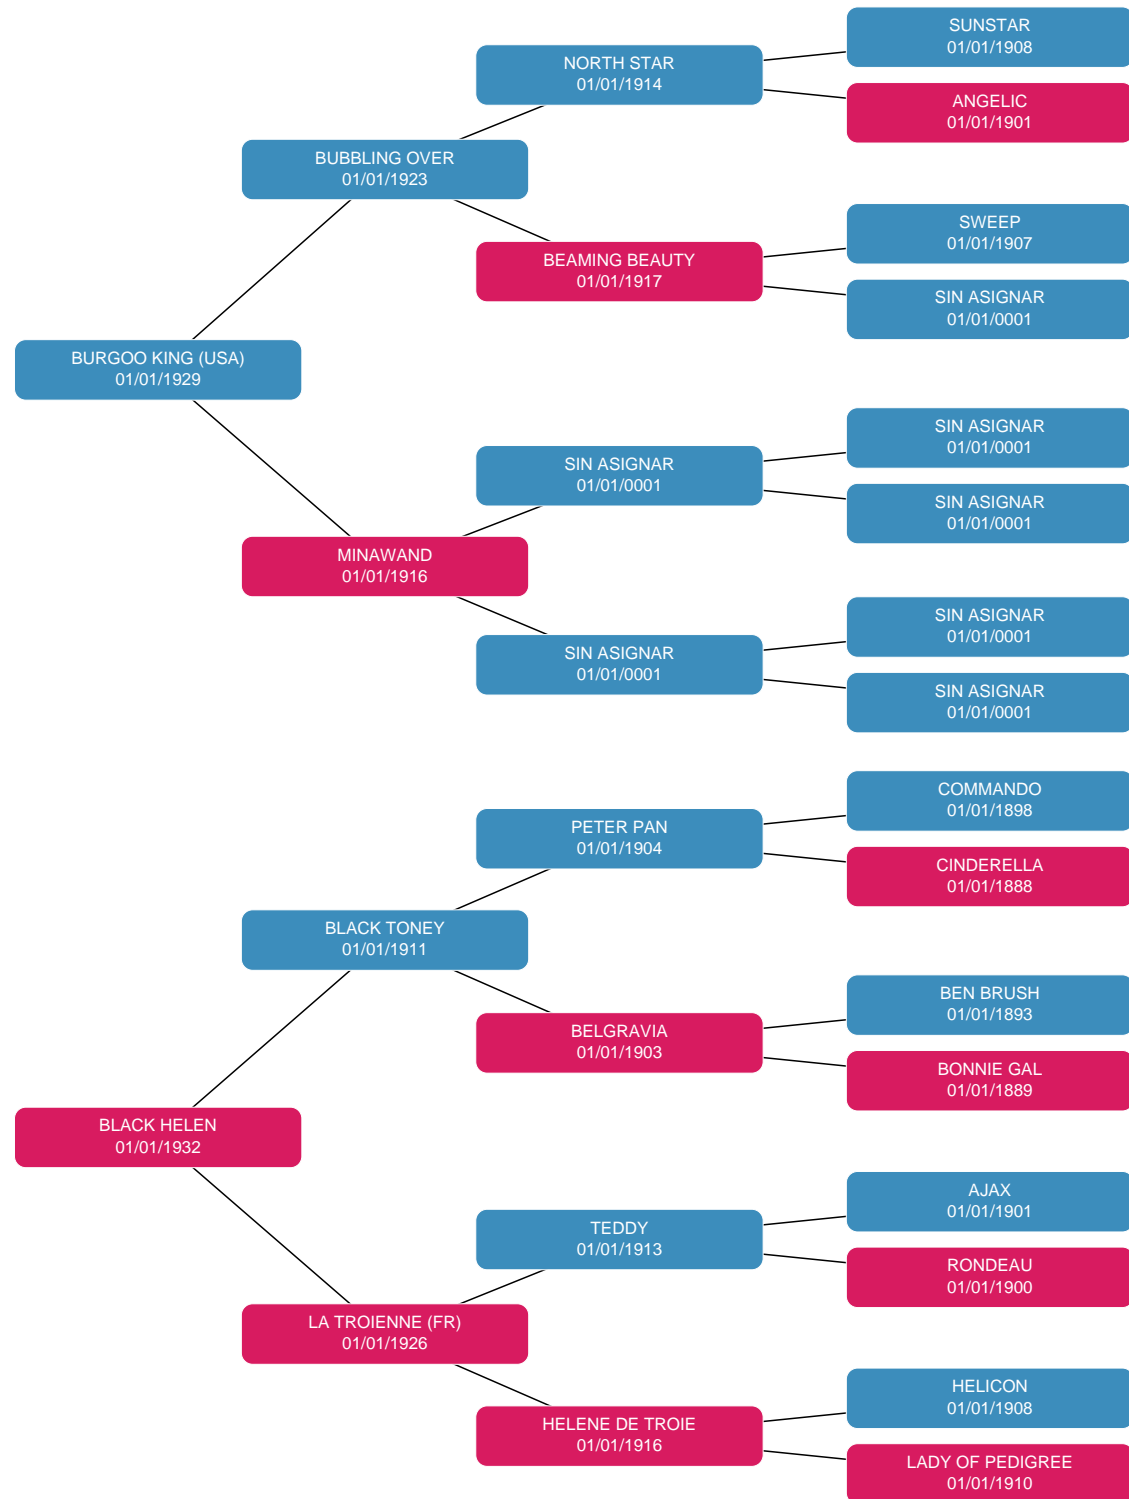 SUNSTAR
01/01/1908
NORTH STAR
01/01/1914
ANGELIC
01/01/1901
BUBBLING OVER
01/01/1923
SWEEP
01/01/1907
BEAMING BEAUTY
01/01/1917
SIN ASIGNAR
01/01/0001
BURGOO KING (USA)
01/01/1929
SIN ASIGNAR
01/01/0001
SIN ASIGNAR
01/01/0001
SIN ASIGNAR
01/01/0001
MINAWAND
01/01/1916
SIN ASIGNAR
01/01/0001
SIN ASIGNAR
01/01/0001
SIN ASIGNAR
01/01/0001
COMMANDO
01/01/1898
PETER PAN
01/01/1904
CINDERELLA
01/01/1888
BLACK TONEY
01/01/1911
BEN BRUSH
01/01/1893
BELGRAVIA
01/01/1903
BONNIE GAL
01/01/1889
BLACK HELEN
01/01/1932
AJAX
01/01/1901
TEDDY
01/01/1913
RONDEAU
01/01/1900
LA TROIENNE (FR)
01/01/1926
HELICON
01/01/1908
HELENE DE TROIE
01/01/1916
LADY OF PEDIGREE
01/01/1910